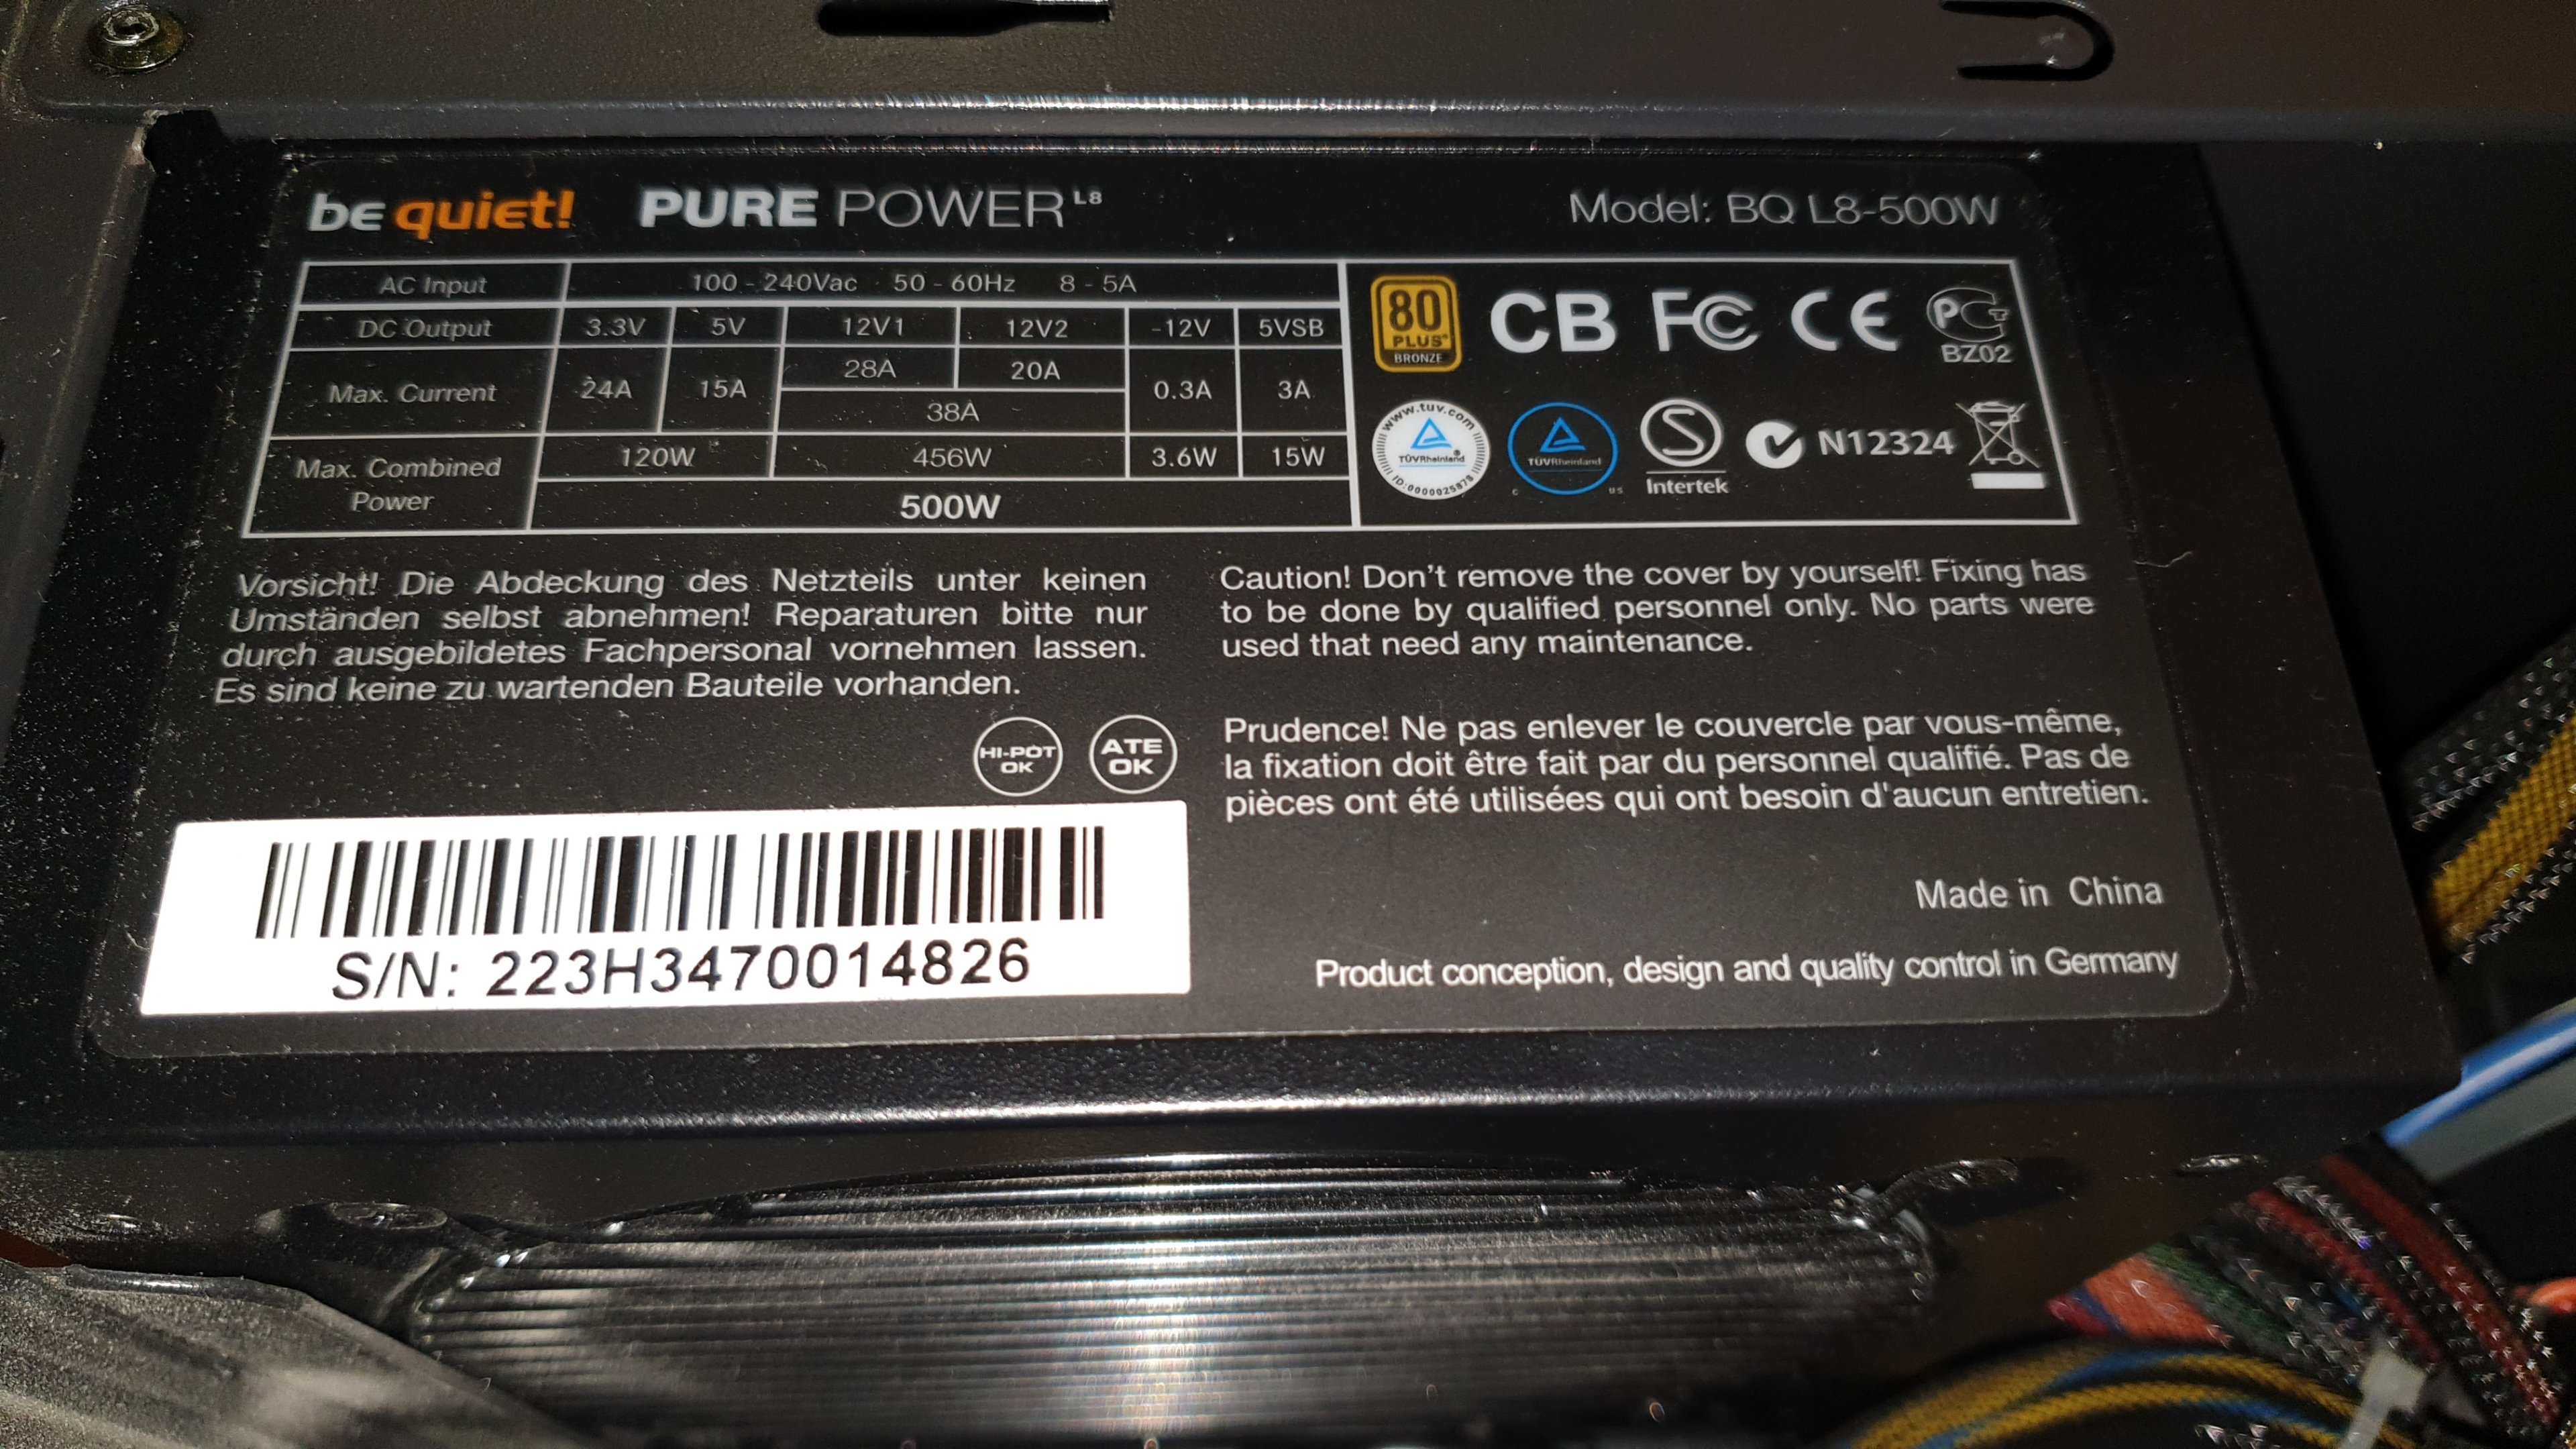 be quiet! PURE POWER L8
Model: BQ L8-500W
AC Input 100 - 240Vac 50 - 60Hz 8 - 5A
DC Output 3.3V 5V 12V1 12V2 -12V 5VSB
Max. Current 24A 15A 28A 20A 0.3A 3A
38A
Max. Combined Power 120W 456W 3.6W 15W
500W
80 PLUS BRONZE
CB FC CE PCT
BZ02
www.tuv.com
TÜVRheinland
ID:0000025878
TÜVRheinland
C US
Intertek
N12324
Vorsicht! Die Abdeckung des Netzteils unter keinen
Umständen selbst abnehmen! Reparaturen bitte nur
durch ausgebildetes Fachpersonal vornehmen lassen.
Es sind keine zu wartenden Bauteile vorhanden.
Caution! Don't remove the cover by yourself! Fixing has
to be done by qualified personnel only. No parts were
used that need any maintenance.
Prudence! Ne pas enlever le couvercle par vous-même,
la fixation doit être fait par du personnel qualifié. Pas de
pièces ont été utilisées qui ont besoin d'aucun entretien.
HI-POT OK
ATE OK
S/N: 223H3470014826
Made in China
Product conception, design and quality control in Germany